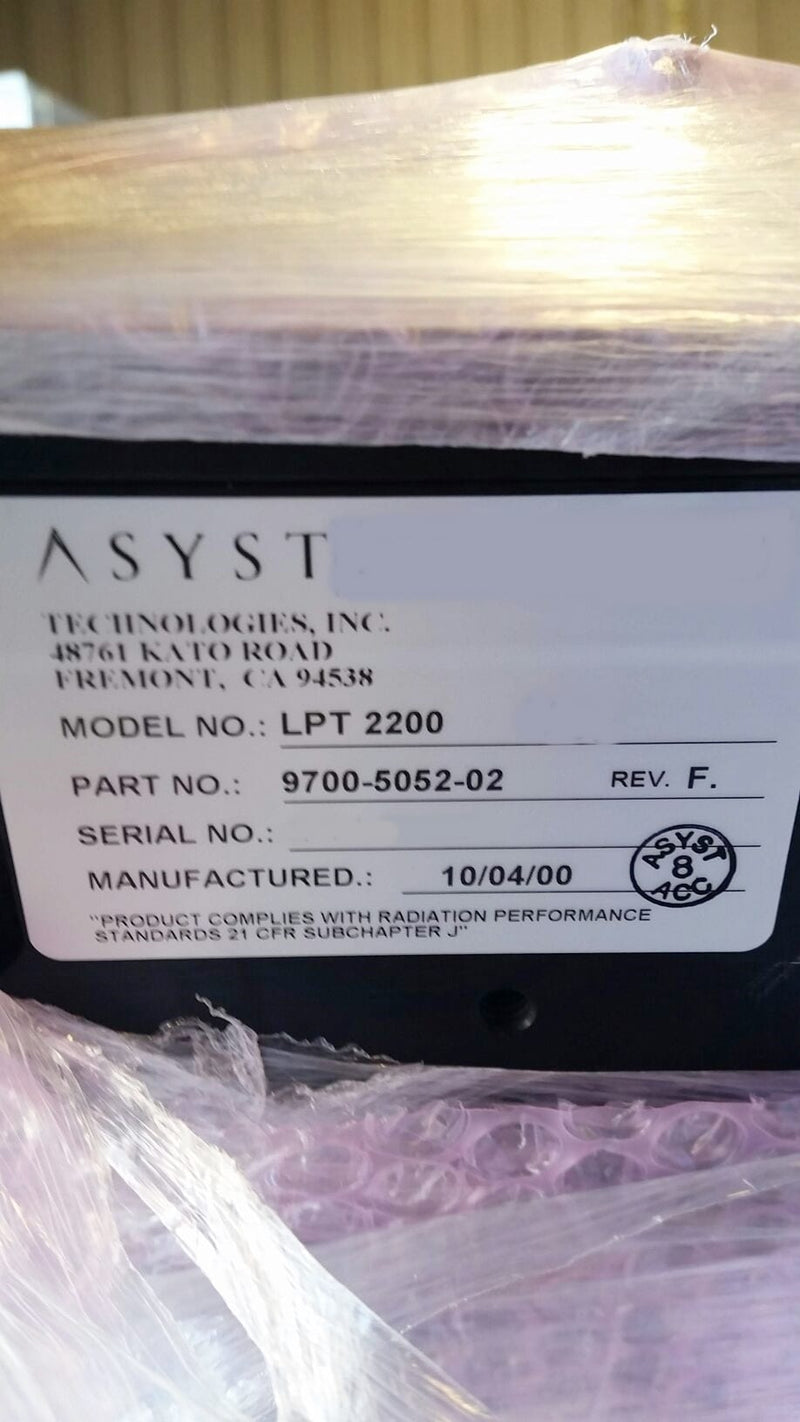 ASYST
TECHNOLOGIES, INC.
48761 KATO ROAD
FREMONT, CA 94538
MODEL NO.: LPT 2200
PART NO.: 9700-5052-02 REV. F.
SERIAL NO.:
MANUFACTURED.: 10/04/00
ASYST
8
ACC
"PRODUCT COMPLIES WITH RADIATION PERFORMANCE
STANDARDS 21 CFR SUBCHAPTER J"